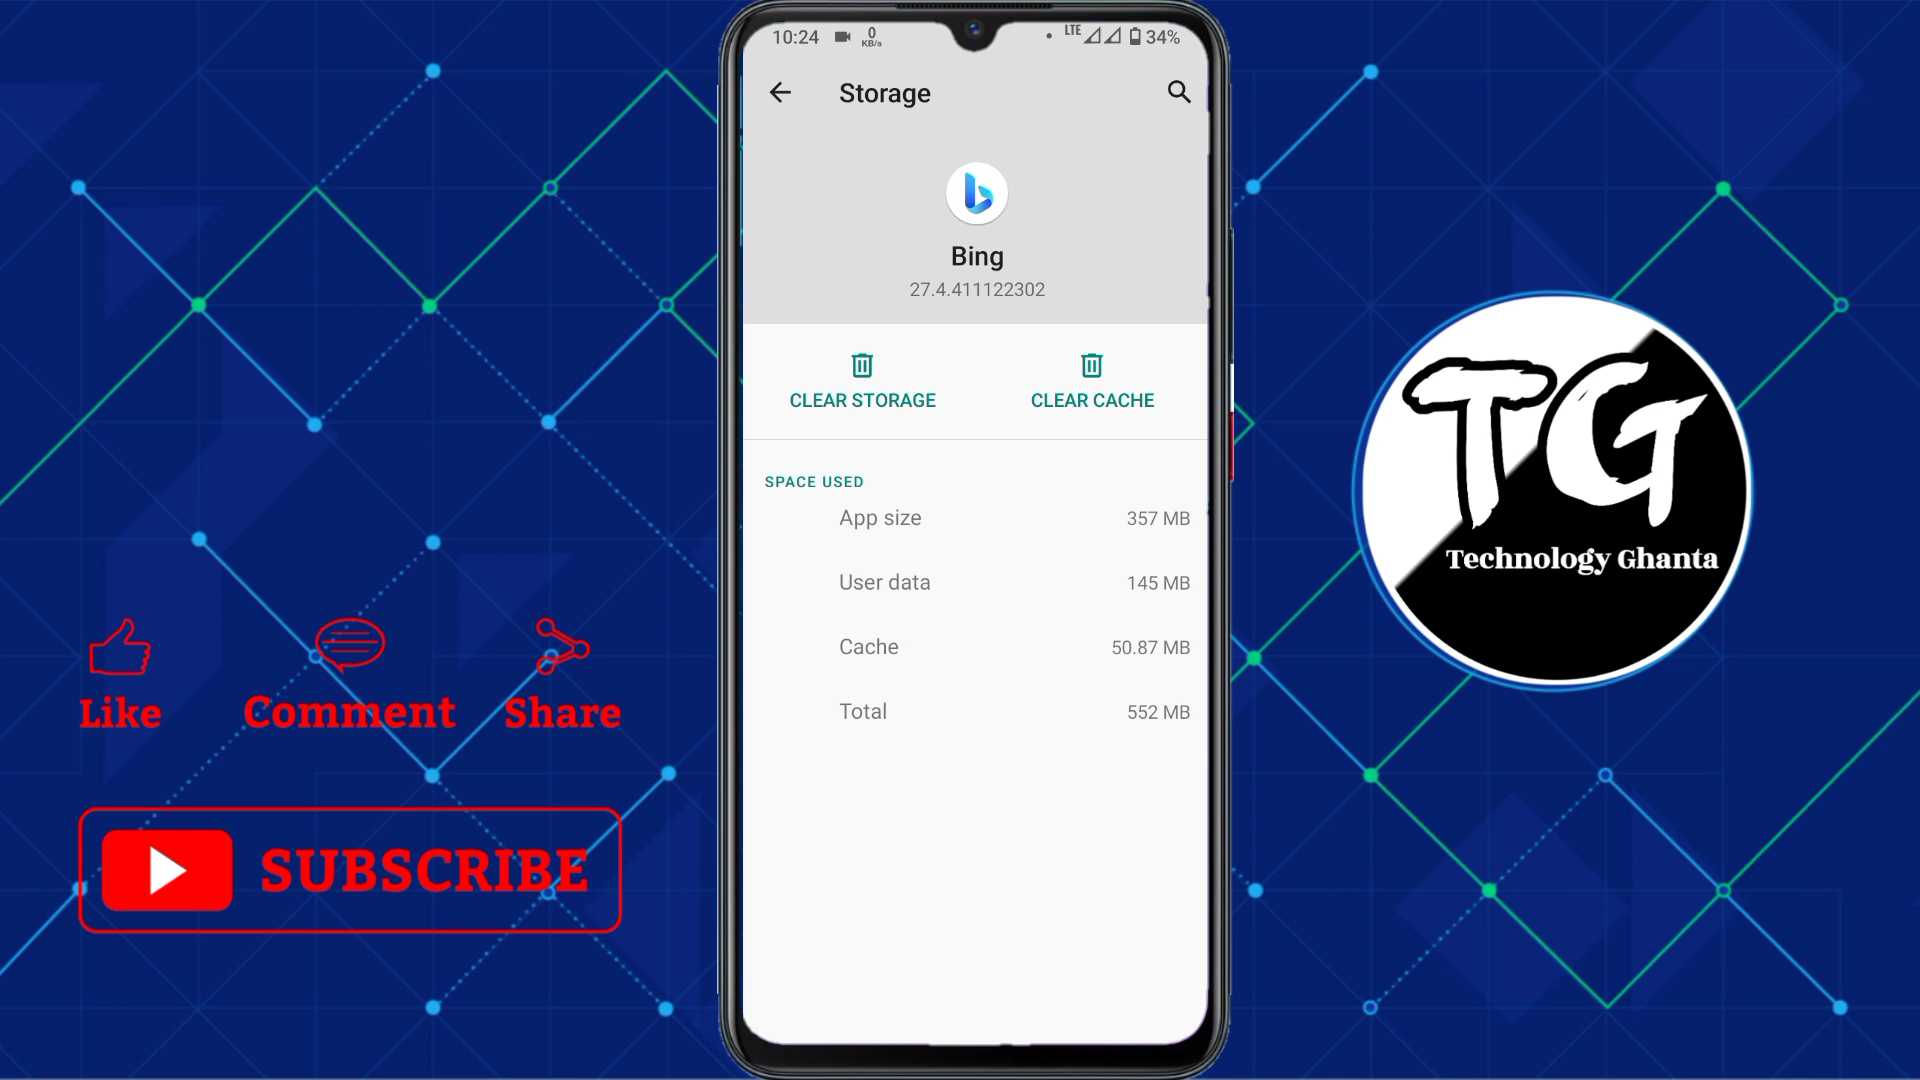 10:24
0
KB/s
LTE
34%
Storage
Bing
27.4.411122302
CLEAR STORAGE
CLEAR CACHE
SPACE USED
App size 357 MB
User data 145 MB
Cache 50.87 MB
Total 552 MB
Like
Comment
Share
SUBSCRIBE
TG
Technology Ghanta